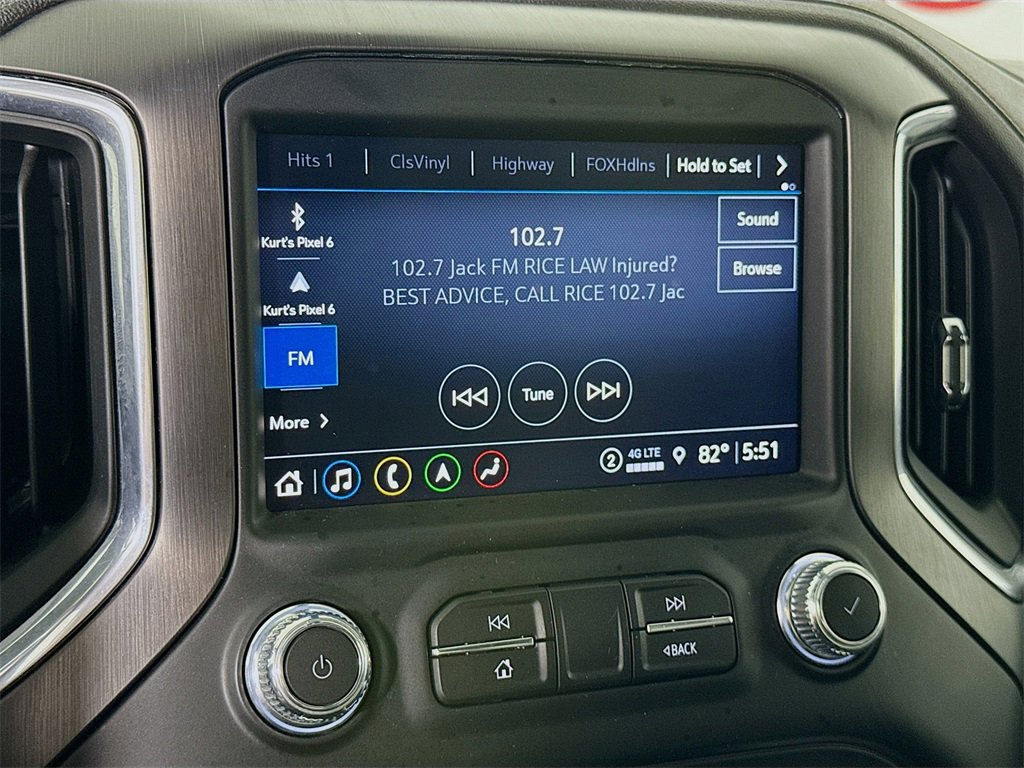 Hits 1 ClsVinyl Highway FOXHdlns Hold to Set
Kurt's Pixel 6
102.7
Sound
102.7 Jack FM RICE LAW Injured?
Browse
BEST ADVICE, CALL RICE 102.7 Jac
Kurt's Pixel 6
FM
Tune
More
2 4G LTE 82° 5:51
BACK